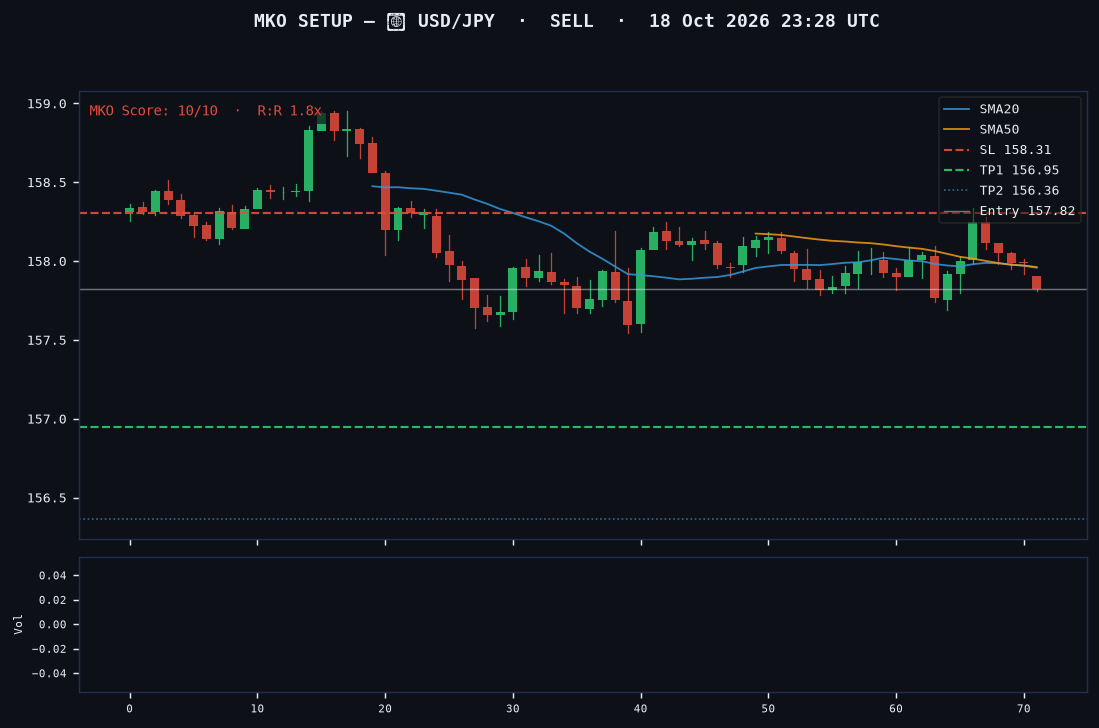 MKO SETUP — 🌐 USD/JPY · SELL · 18 Oct 2026 23:28 UTC
MKO Score: 10/10 · R:R 1.8x
SMA20
SMA50
SL 158.31
TP1 156.95
TP2 156.36
Entry 157.82
159.0
158.5
158.0
157.5
157.0
156.5
Vol
0.04
0.02
0.00
−0.02
−0.04
0 10 20 30 40 50 60 70